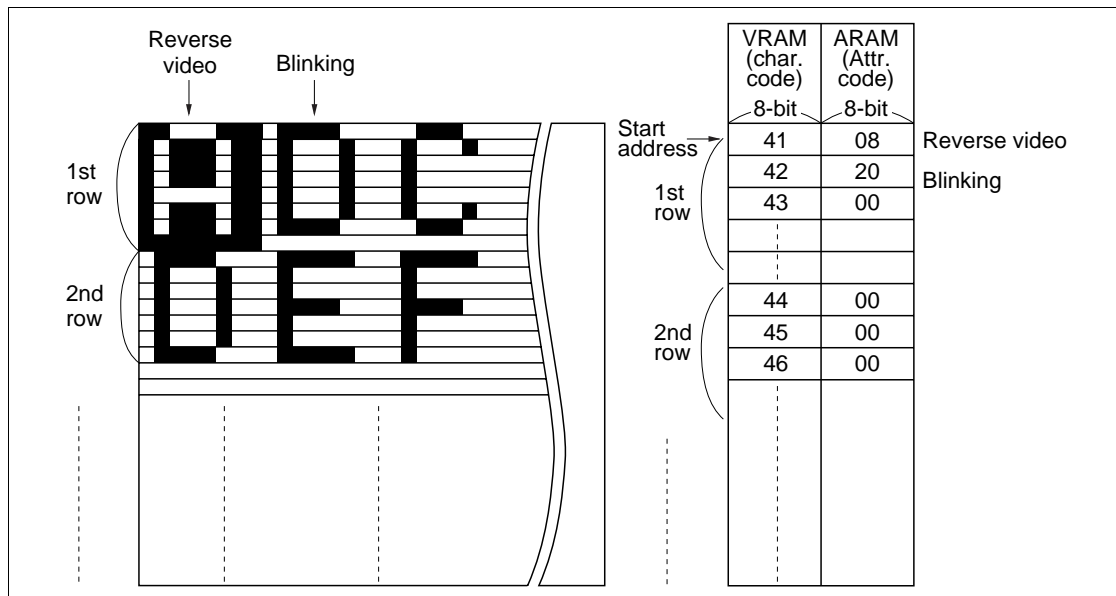 Reverse
video
Blinking
1st
row
2nd
row
DC
DEF
Start
address
1st
row
2nd
row
VRAM
(char.
code)
ARAM
(Attr.
code)
8-bit 8-bit
41 08 Reverse video
42 20 Blinking
43 00
44 00
45 00
46 00